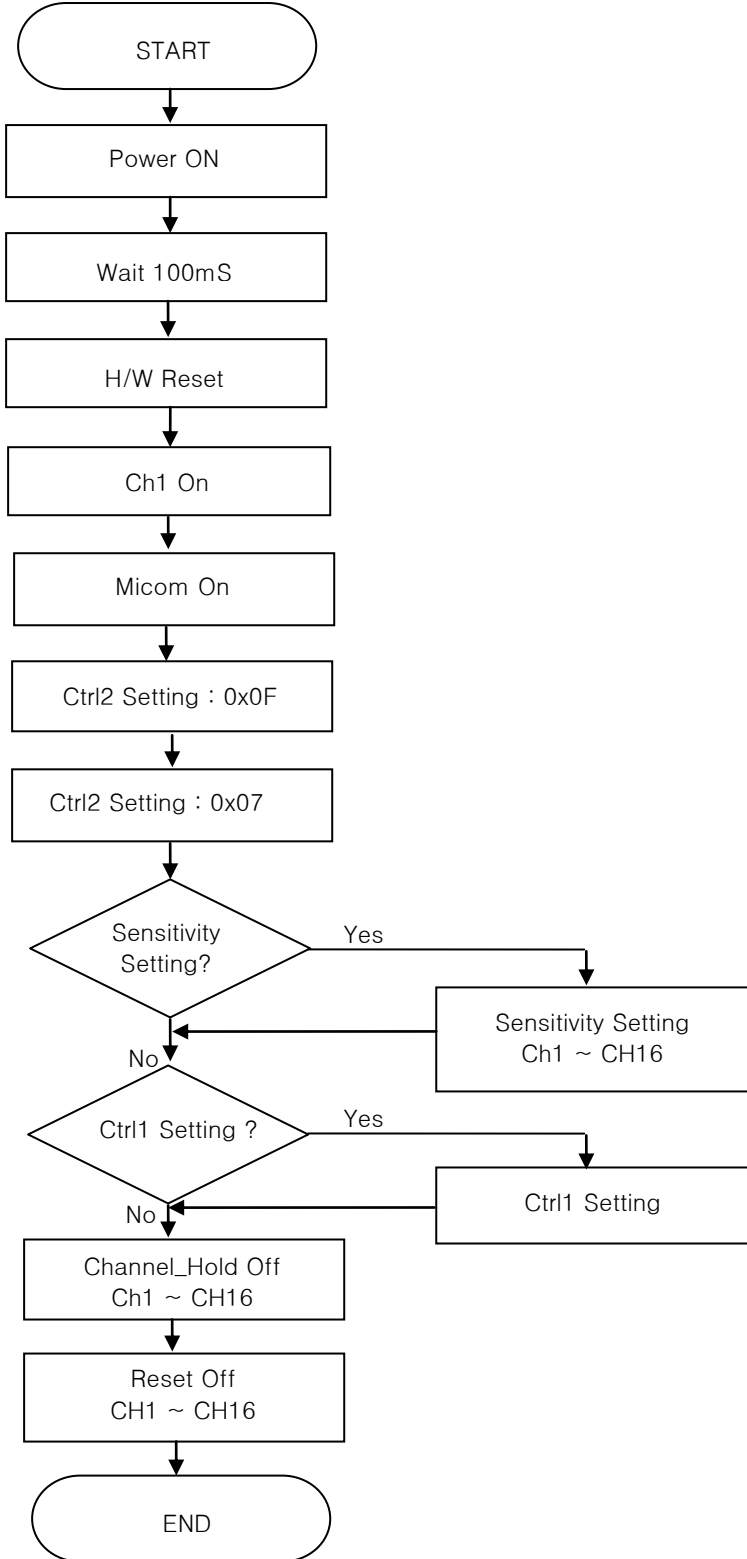 START
Power ON
Wait 100mS
H/W Reset
Ch1 On
Micom On
Ctrl2 Setting : 0x0F
Ctrl2 Setting : 0x07
Sensitivity
Setting?
Yes
Sensitivity Setting
Ch1 ~ CH16
No
Ctrl1 Setting ?
Yes
Ctrl1 Setting
No
Channel_Hold Off
Ch1 ~ CH16
Reset Off
CH1 ~ CH16
END